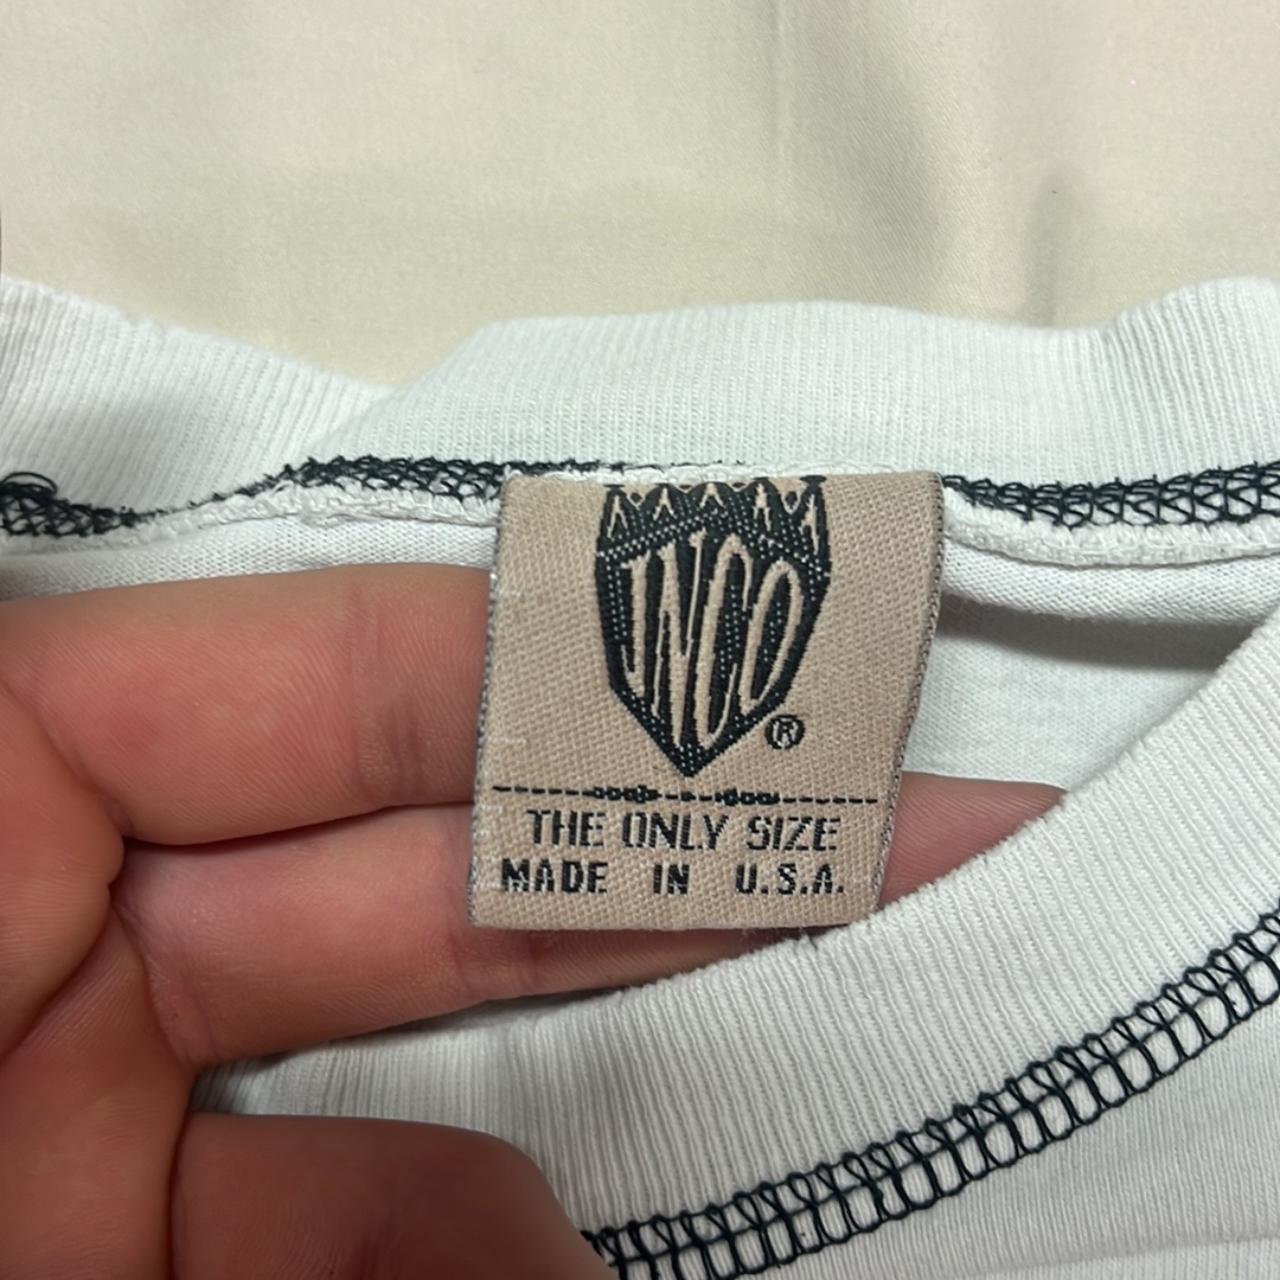 JNCO
®
THE ONLY SIZE
MADE IN U.S.A.